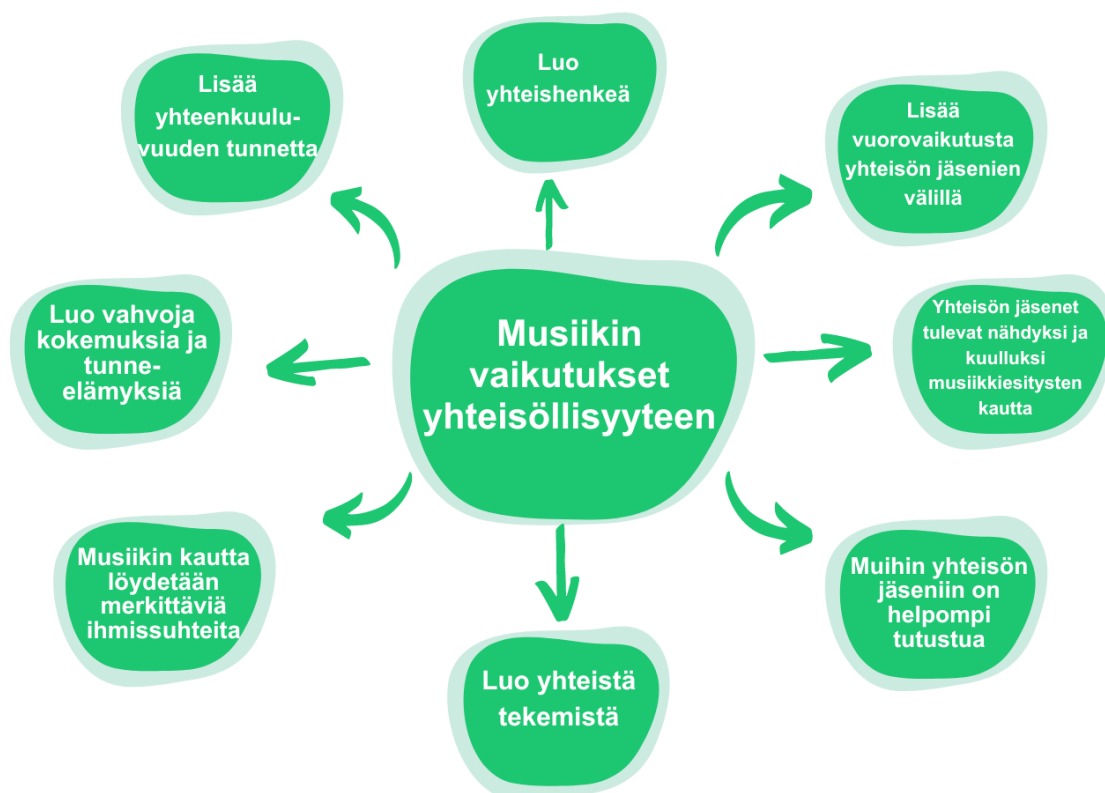 Lisää
yhteenkuulu-
vuuden tunnetta
Luo
yhteishenkeä
Lisää
vuorovaikutusta
yhteisön jäsenien
välillä
Luo vahvoja
kokemuksia ja
tunne-
elämyksiä
Musiikin
vaikutukset
yhteisöllisyyteen
Yhteisön jäsenet
tulevat nähdyksi ja
kuulluksi
musiikkiesitysten
kautta
Musiikin kautta
löydetään
merkittäviä
ihmissuhteita
Luo yhteistä
tekemistä
Muihin yhteisön
jäseniin on
helpompi
tutustua